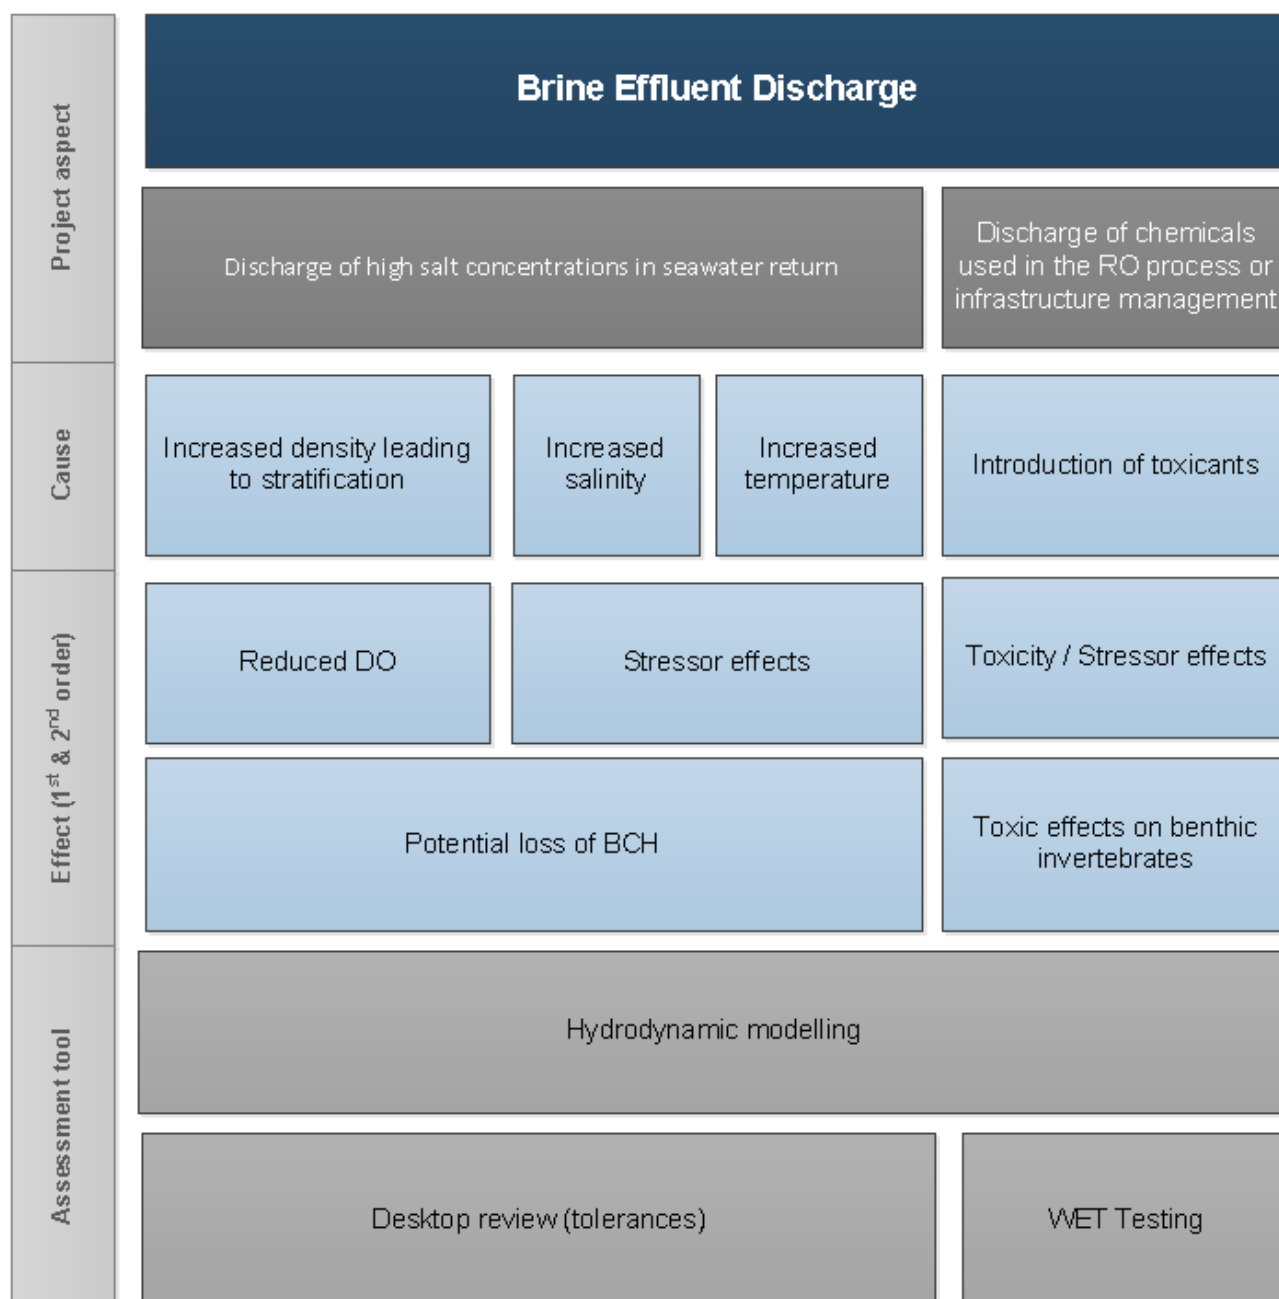 Project aspect
Brine Effluent Discharge
Discharge of high salt concentrations in seawater return
Discharge of chemicals
used in the RO process or
infrastructure management
Cause
Increased density leading
to stratification
Increased
salinity
Increased
temperature
Introduction of toxicants
Effect (1st & 2nd order)
Reduced DO
Stressor effects
Toxicity / Stressor effects
Potential loss of BCH
Toxic effects on benthic
invertebrates
Assessment tool
Hydrodynamic modelling
Desktop review (tolerances)
WET Testing